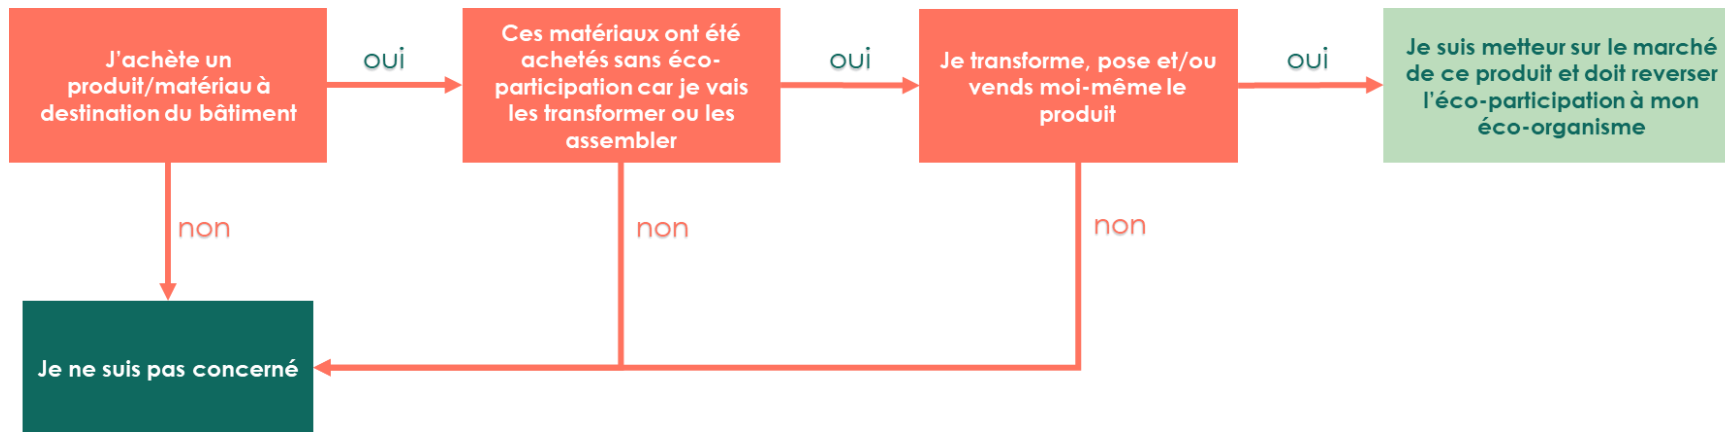 J’achète un
produit/matériau à
destination du bâtiment
oui
Ces matériaux ont été
achetés sans éco-
participation car je vais
les transformer ou les
assembler
oui
Je transforme, pose et/ou
vends moi-même le
produit
oui
Je suis metteur sur le marché
de ce produit et doit reverser
l’éco-participation à mon
éco-organisme
non
non
non
Je ne suis pas concerné